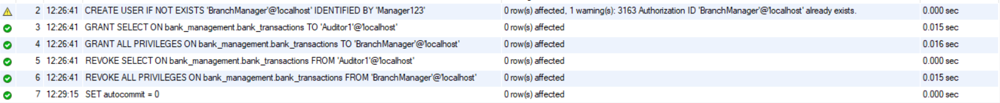 2 12:26:41 CREATE USER IF NOT EXISTS 'BranchManager'@'localhost' IDENTIFIED BY 'Manager123' 0 row(s) affected, 1 warning(s): 3163 Authorization ID 'BranchManager'@'localhost' already exists. 0.000 sec
3 12:26:41 GRANT SELECT ON bank_management.bank_transactions TO 'Auditor1'@'localhost' 0 row(s) affected 0.015 sec
4 12:26:41 GRANT ALL PRIVILEGES ON bank_management.bank_transactions TO 'BranchManager'@'localhost' 0 row(s) affected 0.016 sec
5 12:26:41 REVOKE SELECT ON bank_management.bank_transactions FROM 'Auditor1'@'localhost' 0 row(s) affected 0.000 sec
6 12:26:41 REVOKE ALL PRIVILEGES ON bank_management.bank_transactions FROM 'BranchManager'@'localhost' 0 row(s) affected 0.015 sec
7 12:29:15 SET autocommit = 0 0 row(s) affected 0.000 sec